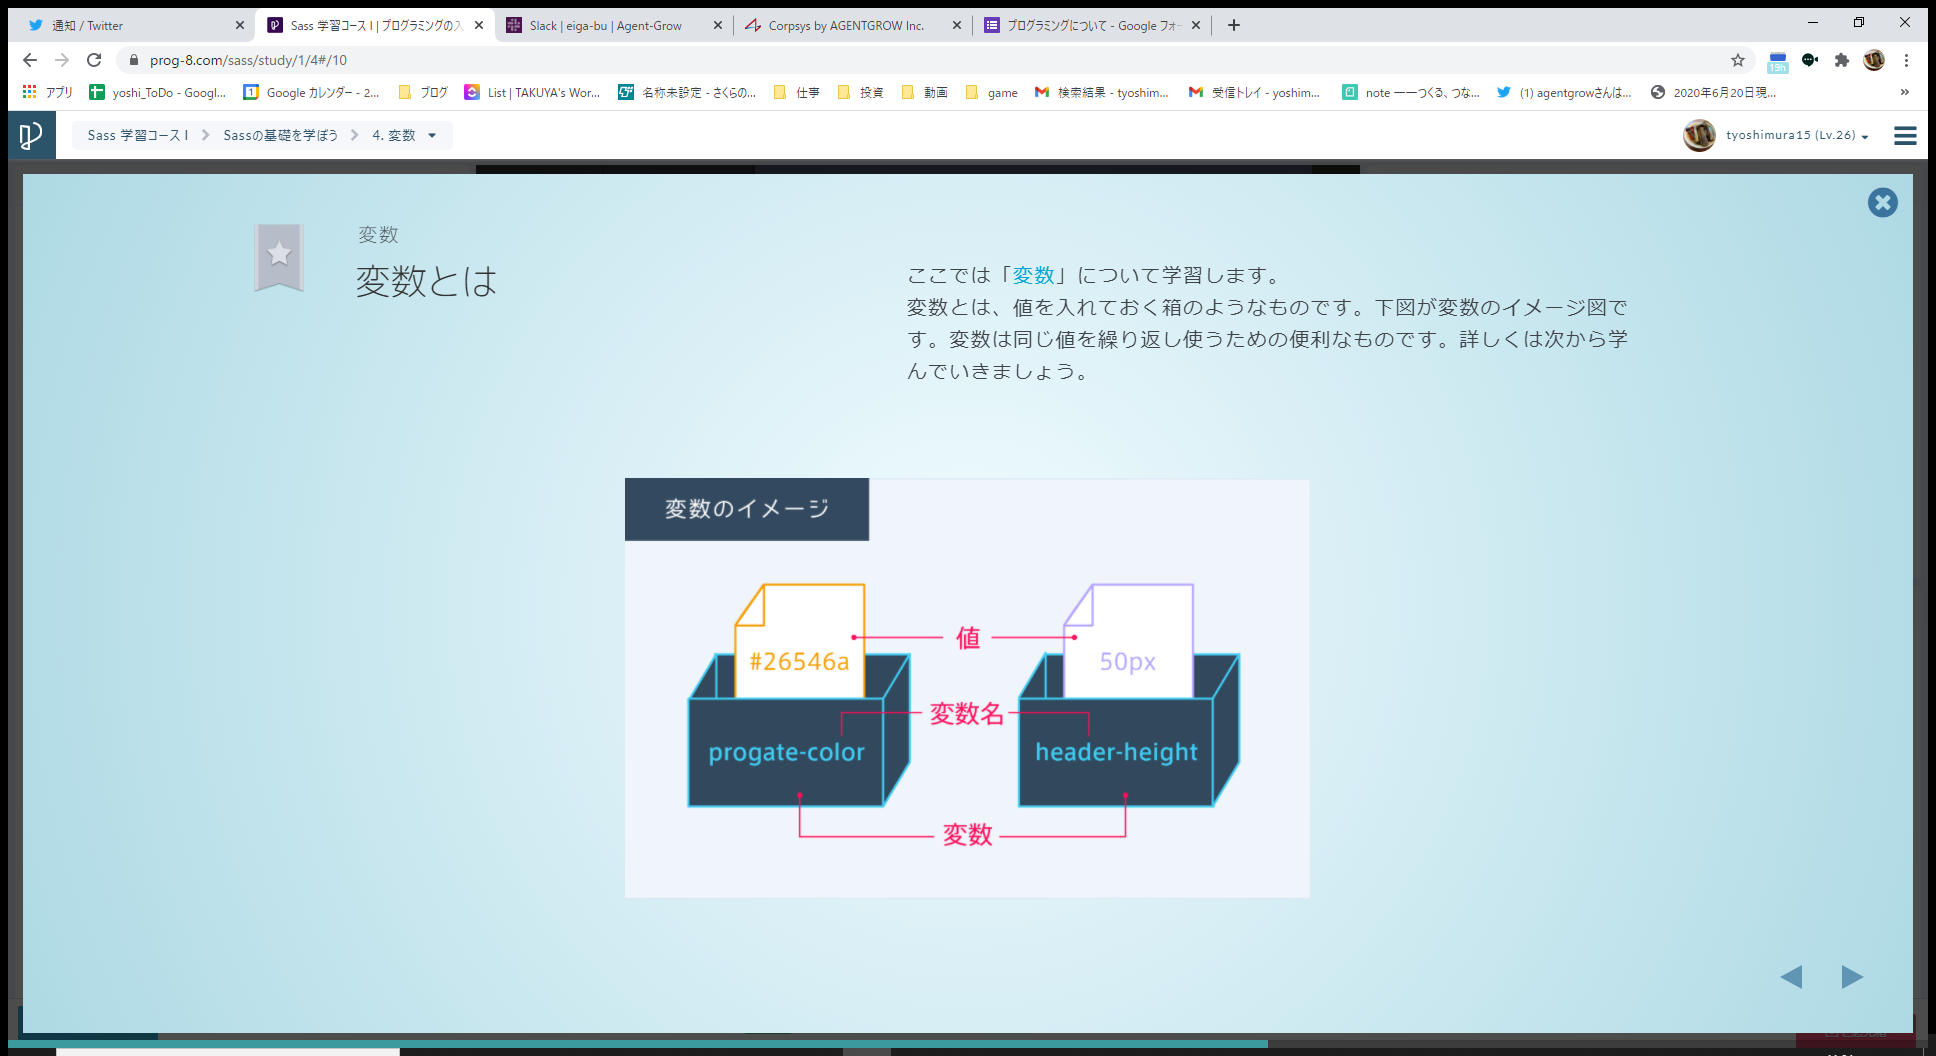 通知 / Twitter
Sass 学習コース I | プログラミングの入
Slack | eiga-bu | Agent-Grow
Corpsys by AGENTGROW Inc.
プログラミングについて - Google フォー
prog-8.com/sass/study/1/4#/10
19h
アプリ
yoshi_ToDo - Googl...
Google カレンダー - 2...
ブログ
List | TAKUYA's Wor...
名称未設定 - さくらの...
仕事
投資
動画
game
検索結果 - tyoshim...
受信トレイ - yoshim...
note ーーつくる、つな...
(1) agentgrowさんは...
2020年6月20日現...
Sass 学習コース I
Sassの基礎を学ぼう
4. 変数
tyoshimura15 (Lv.26)
変数
変数とは
ここでは「変数」について学習します。
変数とは、値を入れておく箱のようなものです。下図が変数のイメージ図で
す。変数は同じ値を繰り返し使うための便利なものです。詳しくは次から学
んでいきましょう。
変数のイメージ
#26546a
値
50px
変数名
progate-color
header-height
変数